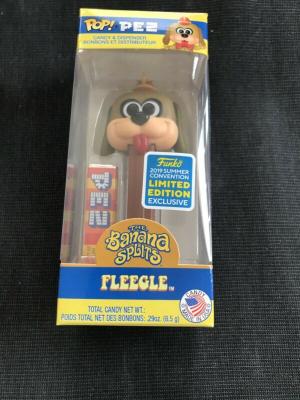 POP! PEZ
CANDY & DISPENSER
BONBONS ET DISTRIBUTEUR
PEZ
Funko
2019 SUMMER
CONVENTION
LIMITED
EDITION
EXCLUSIVE
THE
Banana
SPLITS
FLEEGLE™
TOTAL CANDY NET WT.:
POIDS TOTAL NET DES BONBONS: .29oz. (8.5 g)
CANDY
MADE IN USA